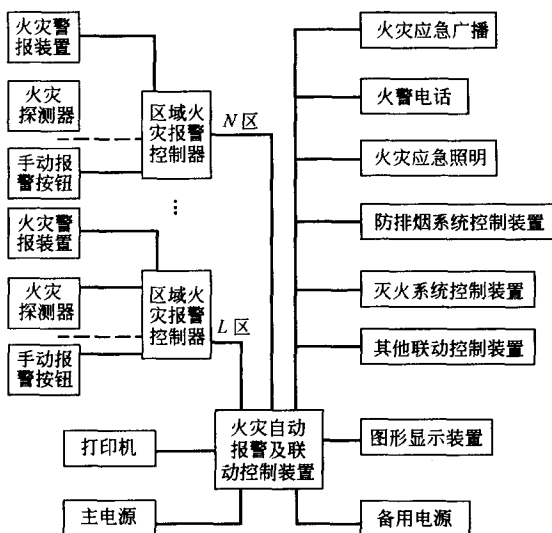 火灾警
报装置
火灾
探测器
手动报
警按钮
区域火
灾报警
控制器
N区
⋮
火灾警
报装置
火灾
探测器
手动报
警按钮
区域火
灾报警
控制器
L区
火灾应急广播
火警电话
火灾应急照明
防排烟系统控制装置
灭火系统控制装置
其他联动控制装置
打印机
火灾自动
报警及联
动控制装置
图形显示装置
主电源
备用电源